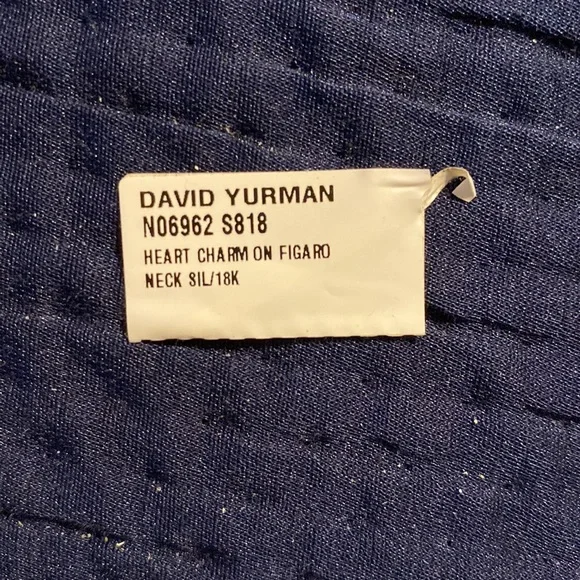 DAVID YURMAN
N06962 S818
HEART CHARM ON FIGARO
NECK SIL/18K